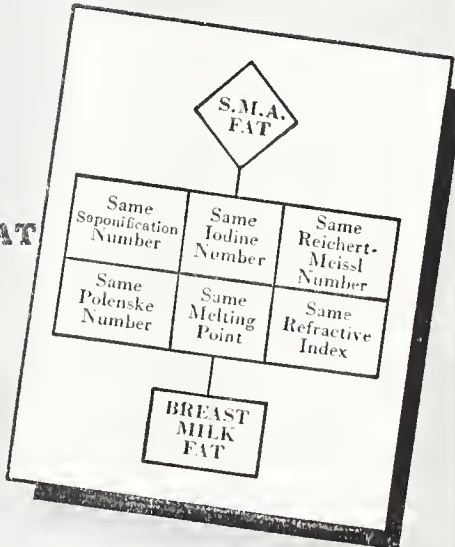 S.M.A.
FAT
Same
Saponification
Number
Same
Iodine
Number
Same
Reichert-
Meissl
Number
Same
Polenske
Number
Same
Melting
Point
Same
Refractive
Index
BREAST
MILK
FAT